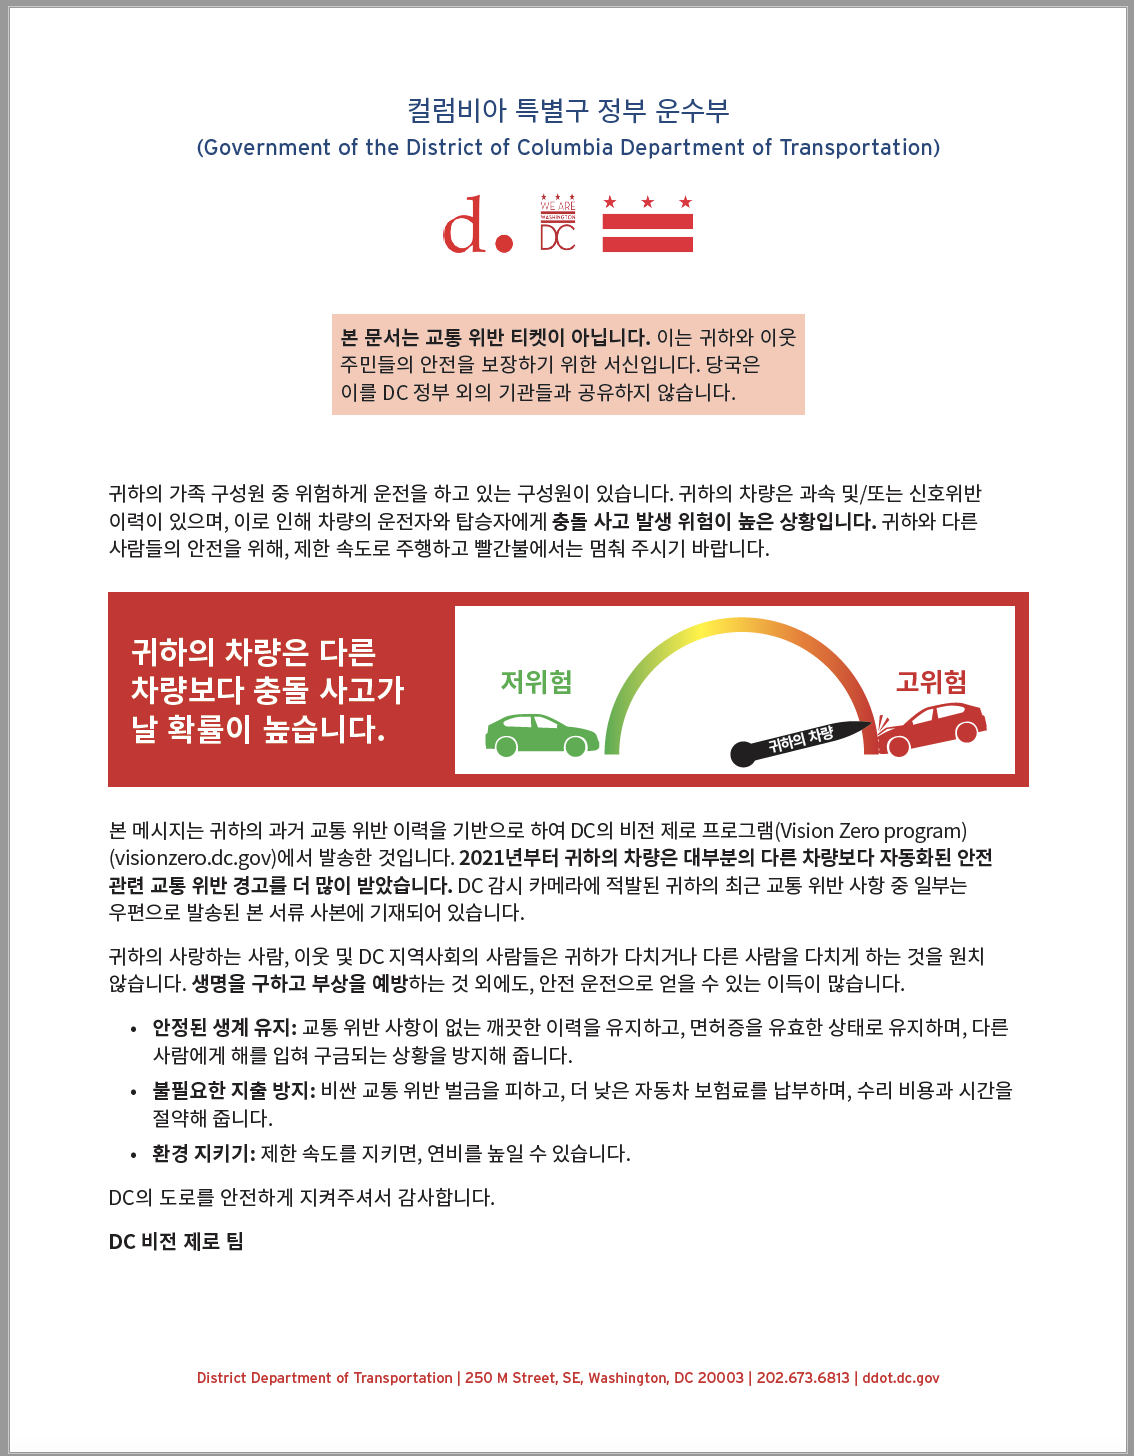 컬럼비아 특별구 정부 운수부
(Government of the District of Columbia Department of Transportation)
d.
WE ARE
WASHINGTON
DC
본 문서는 교통 위반 티켓이 아닙니다. 이는 귀하와 이웃
주민들의 안전을 보장하기 위한 서신입니다. 당국은
이를 DC 정부 외의 기관들과 공유하지 않습니다.
귀하의 가족 구성원 중 위험하게 운전을 하고 있는 구성원이 있습니다. 귀하의 차량은 과속 및/또는 신호위반
이력이 있으며, 이로 인해 차량의 운전자와 탑승자에게 충돌 사고 발생 위험이 높은 상황입니다. 귀하와 다른
사람들의 안전을 위해, 제한 속도로 주행하고 빨간불에서는 멈춰 주시기 바랍니다.
귀하의 차량은 다른
차량보다 충돌 사고가
날 확률이 높습니다.
저위험
귀하의 차량
고위험
본 메시지는 귀하의 과거 교통 위반 이력을 기반으로 하여 DC의 비전 제로 프로그램(Vision Zero program)
(visionzero.dc.gov)에서 발송한 것입니다. 2021년부터 귀하의 차량은 대부분의 다른 차량보다 자동화된 안전
관련 교통 위반 경고를 더 많이 받았습니다. DC 감시 카메라에 적발된 귀하의 최근 교통 위반 사항 중 일부는
우편으로 발송된 본 서류 사본에 기재되어 있습니다.
귀하의 사랑하는 사람, 이웃 및 DC 지역사회의 사람들은 귀하가 다치거나 다른 사람을 다치게 하는 것을 원치
않습니다. 생명을 구하고 부상을 예방하는 것 외에도, 안전 운전으로 얻을 수 있는 이득이 많습니다.
• 안정된 생계 유지: 교통 위반 사항이 없는 깨끗한 이력을 유지하고, 면허증을 유효한 상태로 유지하며, 다른
사람에게 해를 입혀 구금되는 상황을 방지해 줍니다.
• 불필요한 지출 방지: 비싼 교통 위반 벌금을 피하고, 더 낮은 자동차 보험료를 납부하며, 수리 비용과 시간을
절약해 줍니다.
• 환경 지키기: 제한 속도를 지키면, 연비를 높일 수 있습니다.
DC의 도로를 안전하게 지켜주셔서 감사합니다.
DC 비전 제로 팀
District Department of Transportation | 250 M Street, SE, Washington, DC 20003 | 202.673.6813 | ddot.dc.gov